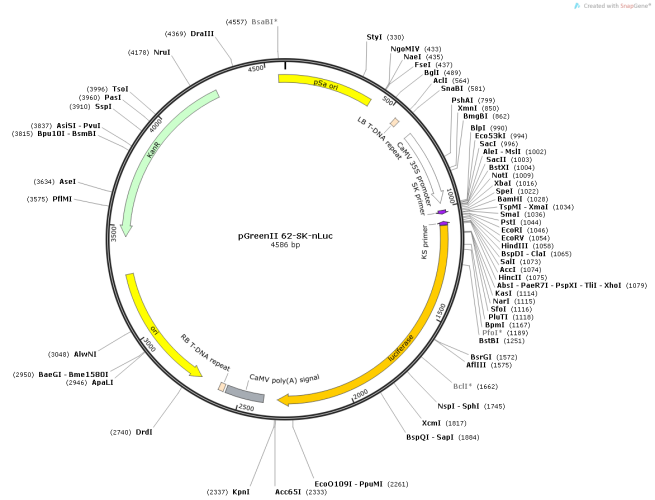 Created with SnapGene®
(4557) BsaBI*
(4369) DraIII
(4178) NruI
(3996) TsoI
(3960) PasI
(3910) SspI
(3837) AsiSI - PvuI
(3815) Bpu10I - BsmBI
(3634) AseI
(3575) PflMI
(3048) AlwNI
(2950) BaeGI - Bme1580I
(2946) ApaLI
(2740) DrdI
(2337) KpnI
Acc65I (2333)
EcoO109I - PpuMI (2261)
StyI (330)
NgoMIV (433)
NaeI (435)
FseI (437)
BglI (489)
AclI (564)
SnaBI (581)
PshAI (799)
XmnI (850)
BmgBI (862)
BlpI (990)
Eco53kI (994)
SacI (996)
AleI - MslI (1002)
SacII (1003)
BstXI (1004)
NotI (1009)
XbaI (1016)
SpeI (1022)
BamHI (1028)
TspMI - XmaI (1034)
SmaI (1036)
PstI (1044)
EcoRI (1046)
EcoRV (1054)
HindIII (1058)
BspDI - ClaI (1065)
SalI (1073)
AccI (1074)
HincII (1075)
AbsI - PaeR7I - PspXI - TliI - XhoI (1079)
KasI (1114)
NarI (1115)
SfoI (1116)
PluTI (1118)
BpmI (1167)
PfoI* (1189)
BstBI (1251)
BsrGI (1572)
AflIII (1575)
BclI* (1662)
NspI - SphI (1745)
XcmI (1817)
BspQI - SapI (1884)
pSa ori
LB T-DNA repeat
CaMV 35S promoter
SK primer
KS primer
luciferase
CaMV poly(A) signal
RB T-DNA repeat
ori
KanR
500
1000
1500
2000
2500
3000
3500
4000
4500
pGreenII 62-SK-nLuc
4586 bp